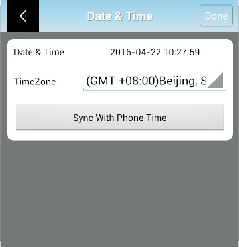 Date & Time
Done
Date & Time 2015-04-22 10:27:59
TimeZone (GMT +08:00)Beijing, S
Sync With Phone Time